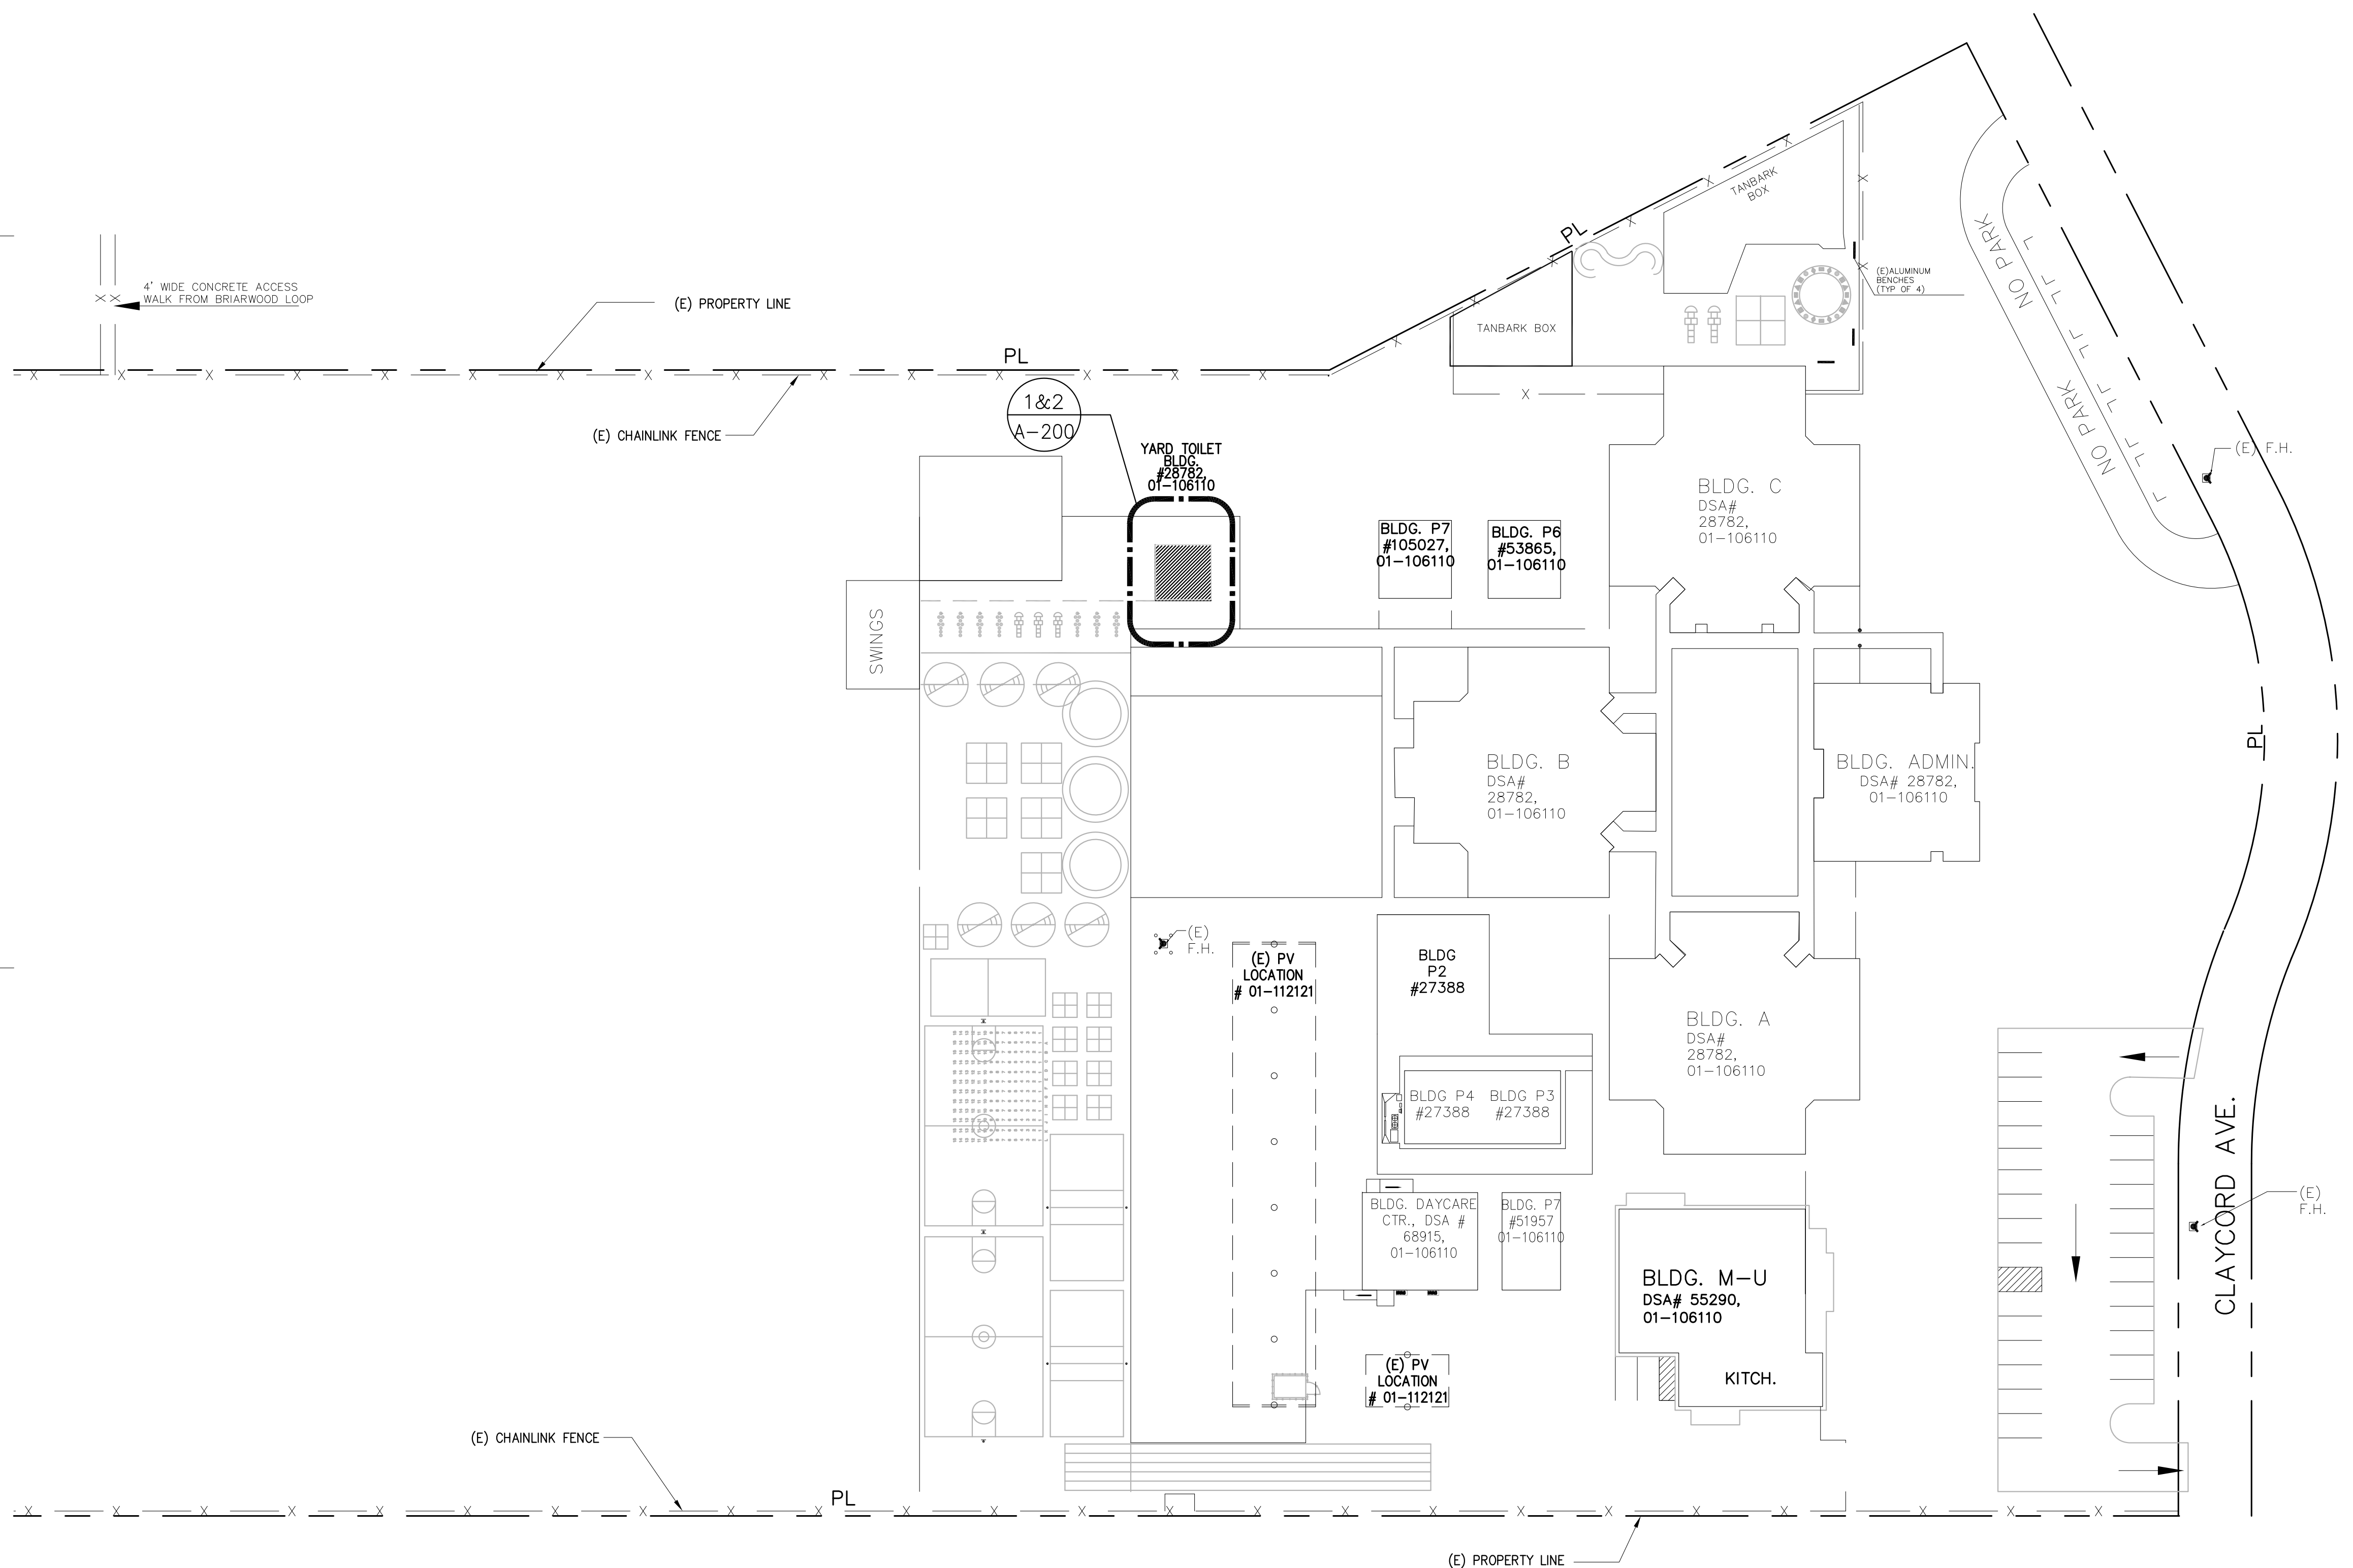 4' WIDE CONCRETE ACCESS
WALK FROM BRIARWOOD LOOP
(E) PROPERTY LINE
PL
(E) CHAINLINK FENCE
1&2
A-200
YARD TOILET
BLDG.
#28782,
01-106110
PL
TANBARK
BOX
TANBARK BOX
(E)ALUMINUM
BENCHES
(TYP OF 4)
NO PARK
NO PARK
(E) F.H.
BLDG. C
DSA#
28782,
01-106110
BLDG. P7
#105027,
01-106110
BLDG. P6
#53865,
01-106110
SWINGS
BLDG. B
DSA#
28782,
01-106110
BLDG. ADMIN.
DSA# 28782,
01-106110
PL
(E)
F.H.
(E) PV
LOCATION
# 01-112121
BLDG
P2
#27388
BLDG. A
DSA#
28782,
01-106110
BLDG P4
#27388
BLDG P3
#27388
BLDG. DAYCARE
CTR., DSA #
68915,
01-106110
BLDG. P7
#51957
01-106110
BLDG. M-U
DSA# 55290,
01-106110
KITCH.
(E) PV
LOCATION
# 01-112121
CLAYCORD AVE.
(E)
F.H.
(E) CHAINLINK FENCE
PL
(E) PROPERTY LINE